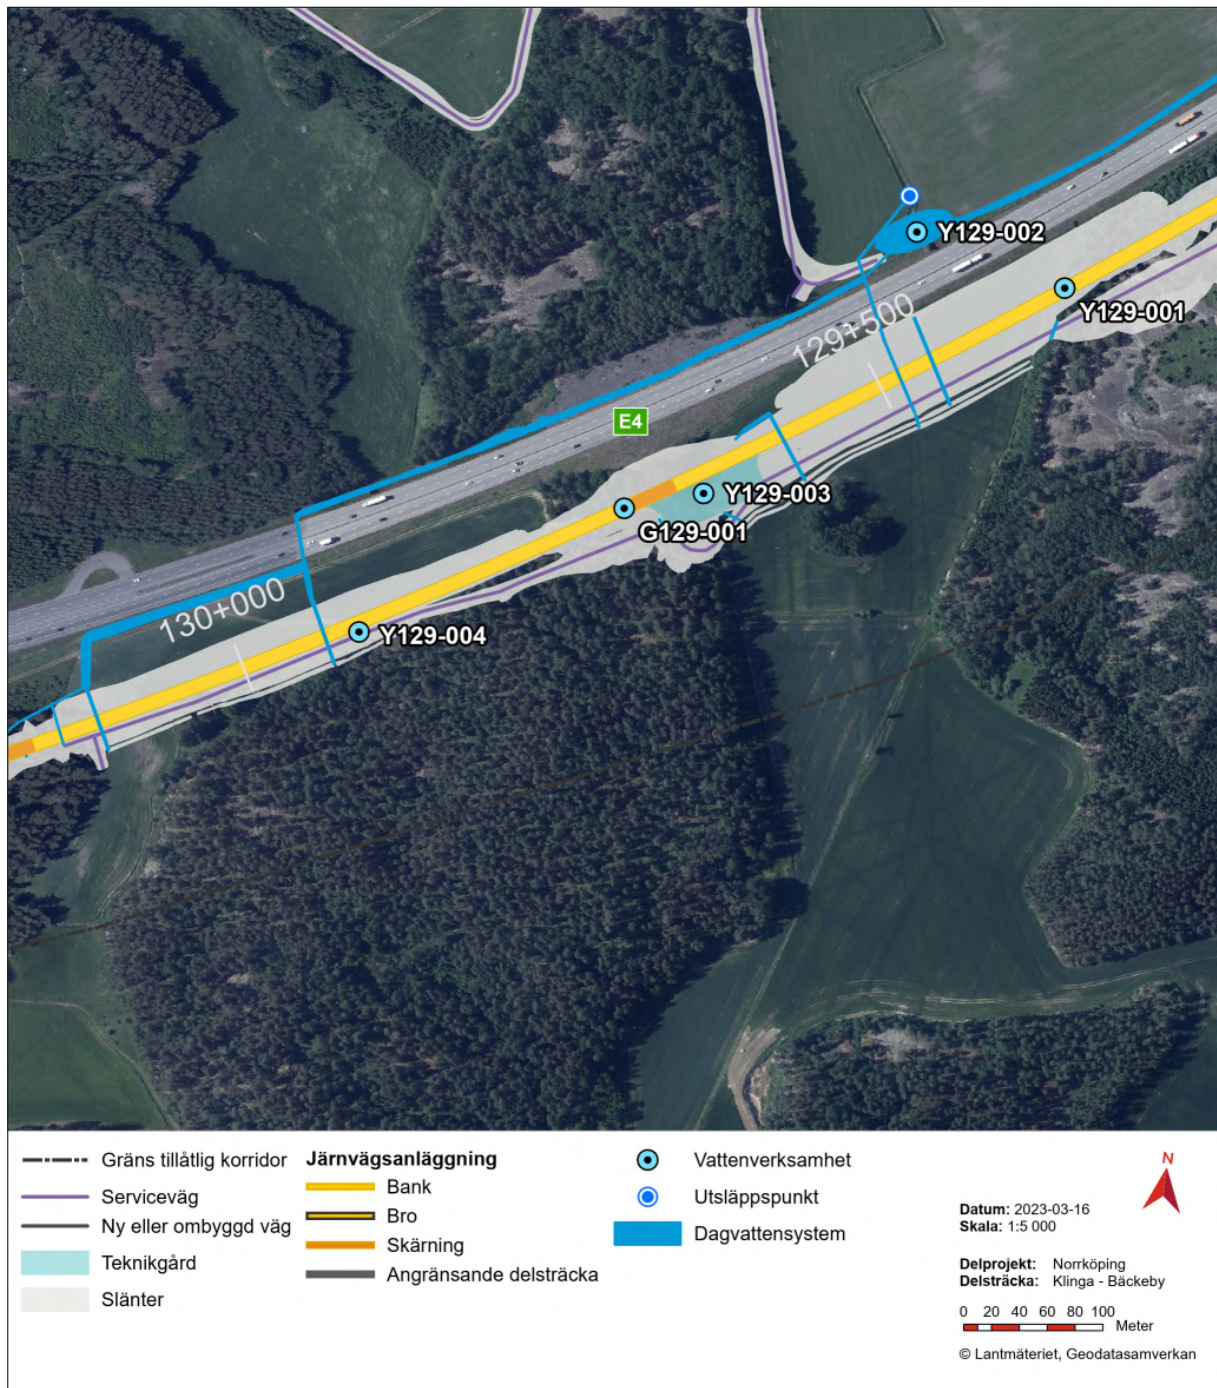 Y129-002
Y129-001
129+500
E4
Y129-003
G129-001
130+000
Y129-004
Gräns tillåtlig korridor
Serviceväg
Ny eller ombyggd väg
Teknikgård
Slänter
Järnvägsanläggning
Bank
Bro
Skärning
Angränsande delsträcka
Vattenverksamhet
Utsläppspunkt
Dagvattensystem
N
Datum: 2023-03-16
Skala: 1:5 000
Delprojekt: Norrköping
Delsträcka: Klinga - Bäckeby
0 20 40 60 80 100
Meter
© Lantmäteriet, Geodatasamverkan